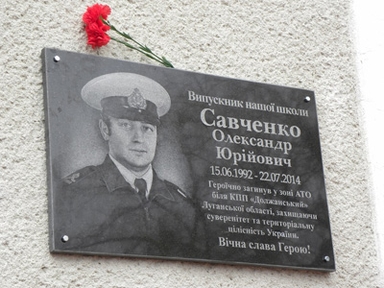 Випускник нашої школи
Савченко
Олександр
Юрійович
15.06.1992 - 22.07.2014
Героїчно загинув у зоні АТО
біля КПП «Должанський»
Луганської області, захищаючи
суверенітет та територіальну
цілісність України.
Вічна слава Герою!